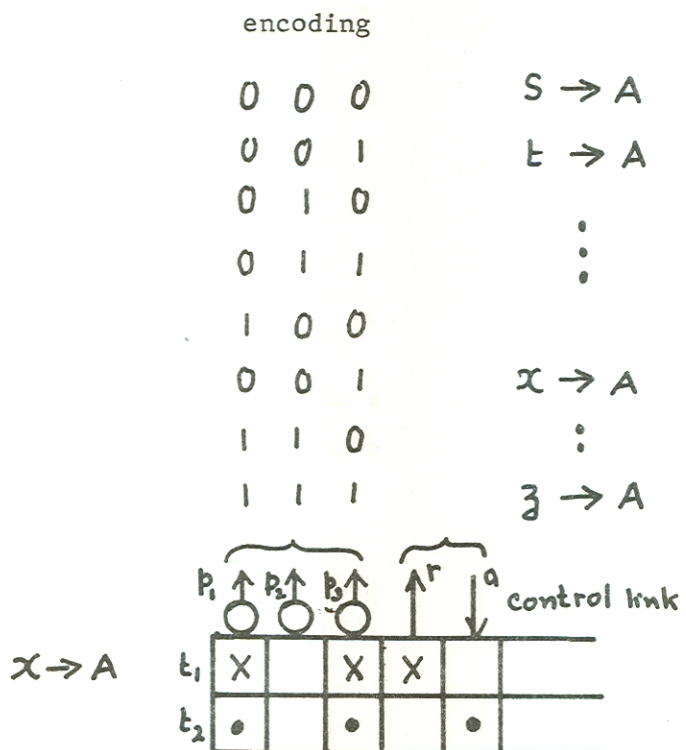 encoding
0 0 0 S → A
0 0 1 t → A
0 1 0
0 1 1 ⋮
1 0 0
0 0 1 x → A
1 1 0 :
1 1 1 z → A
p₁ p₂ p₃ r a control link
x → A t₁ X X X
t₂ • • •